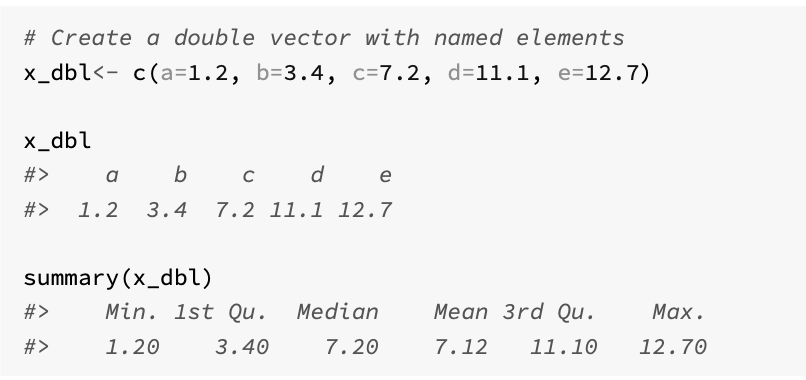 # Create a double vector with named elements
x_dbl<- c(a=1.2, b=3.4, c=7.2, d=11.1, e=12.7)
x_dbl
#>    a    b    c    d    e
#>  1.2  3.4  7.2 11.1 12.7
summary(x_dbl)
#>    Min. 1st Qu.  Median    Mean 3rd Qu.    Max.
#>    1.20    3.40    7.20    7.12   11.10   12.70